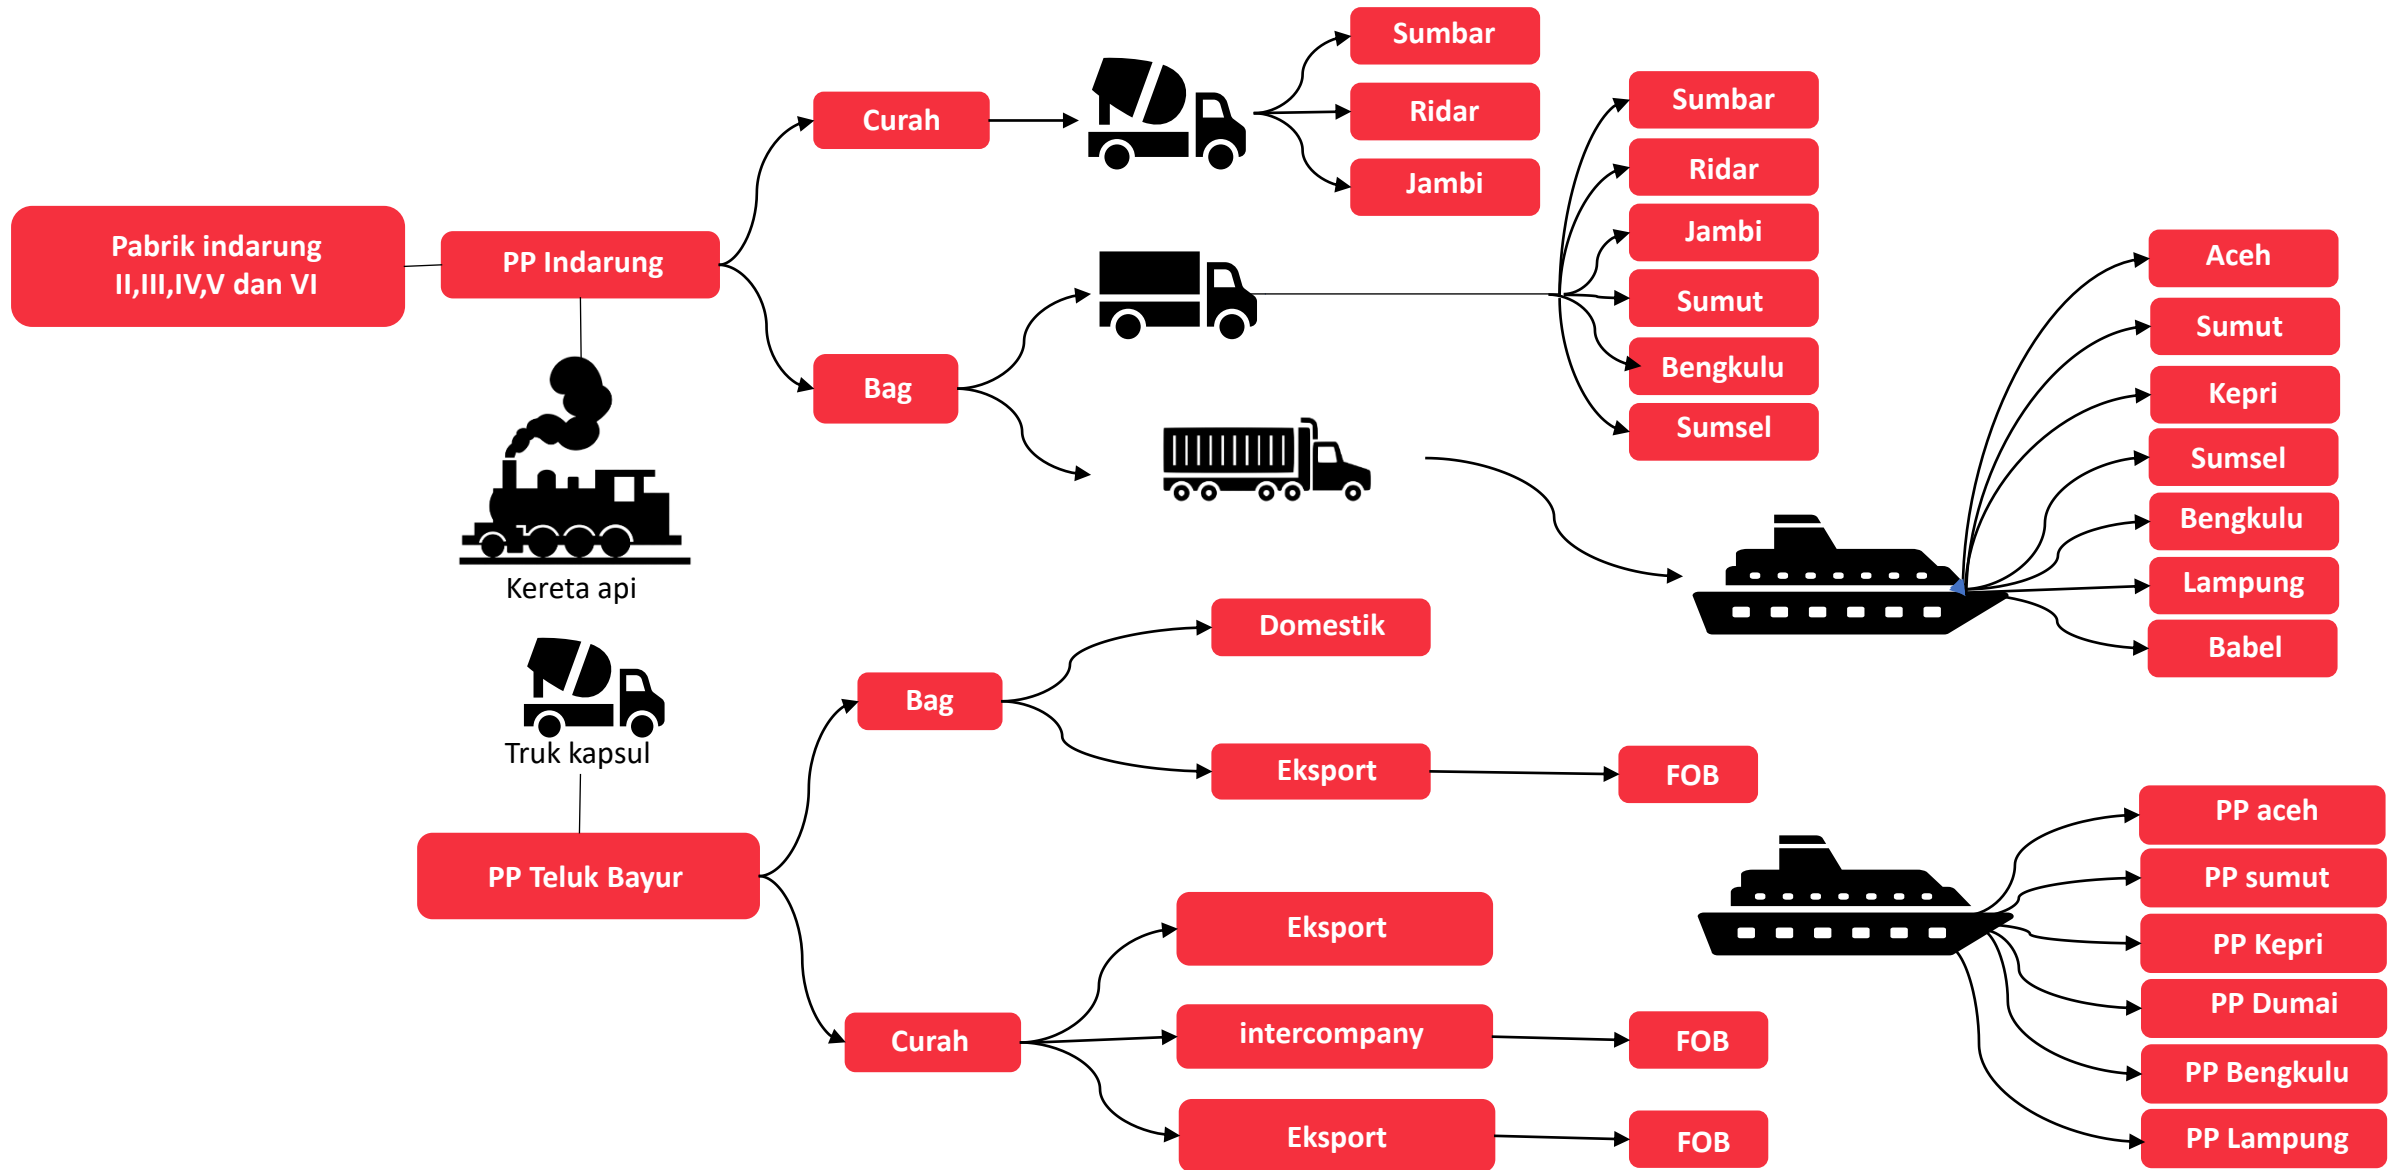 Pabrik indarung
II,III,IV,V dan VI
PP Indarung
Kereta api
Truk kapsul
PP Teluk Bayur
Curah
Bag
Sumbar
Ridar
Jambi
Sumbar
Ridar
Jambi
Sumut
Bengkulu
Sumsel
Aceh
Sumut
Kepri
Sumsel
Bengkulu
Lampung
Babel
Bag
Domestik
Eksport
FOB
Curah
Eksport
intercompany
FOB
Eksport
FOB
PP aceh
PP sumut
PP Kepri
PP Dumai
PP Bengkulu
PP Lampung